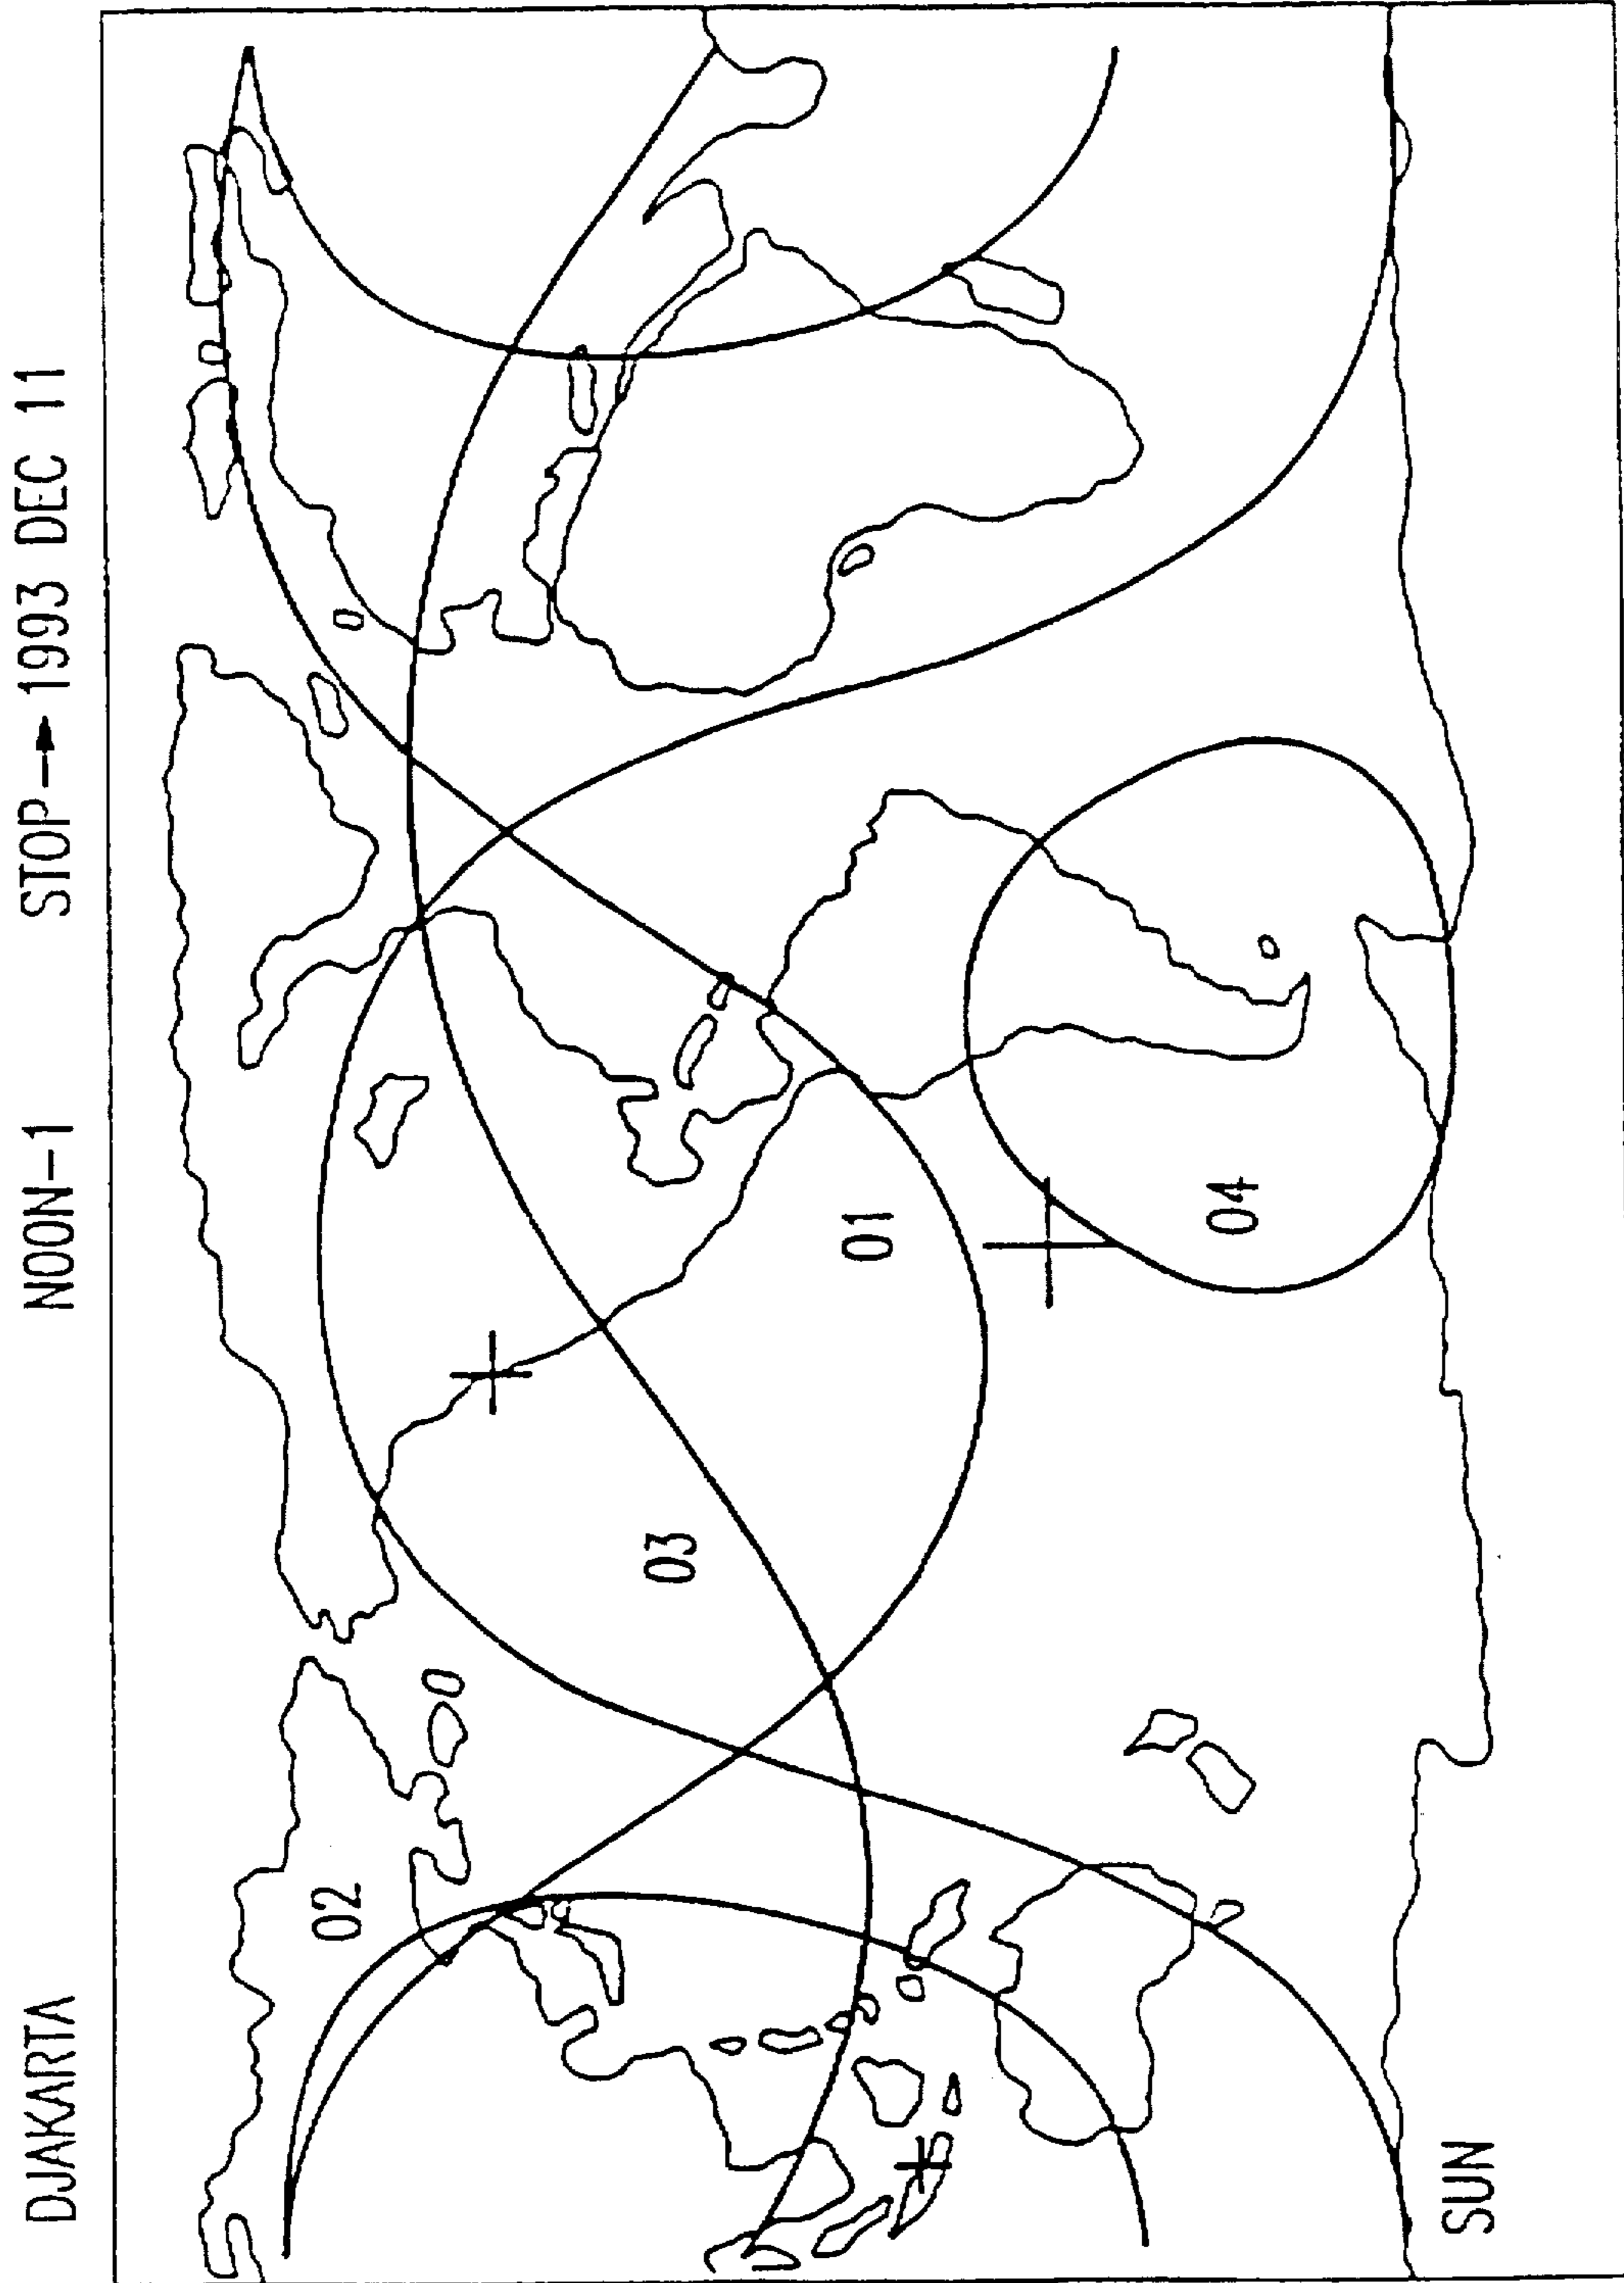 DJAKARTA NOON-1 STOP→ 1993 DEC 11
02
03
01
04
SUN